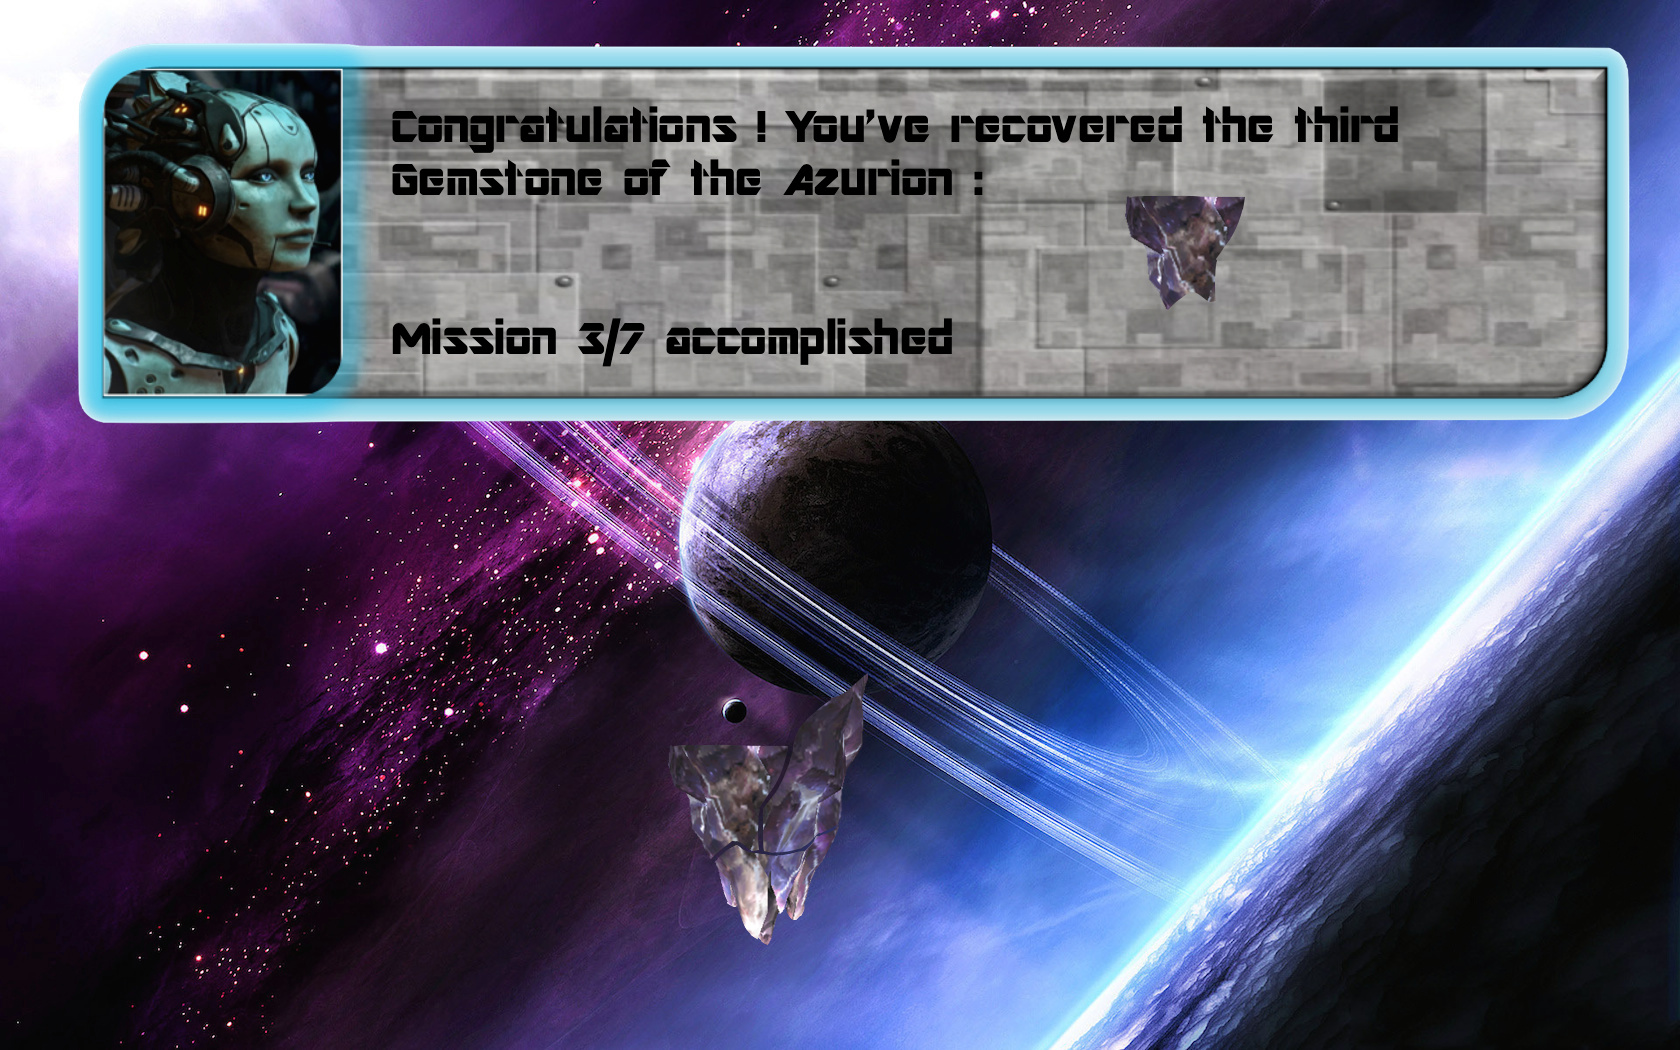 Congratulations ! You've recovered the third
Gemstone of the Azurion :
Mission 3/7 accomplished